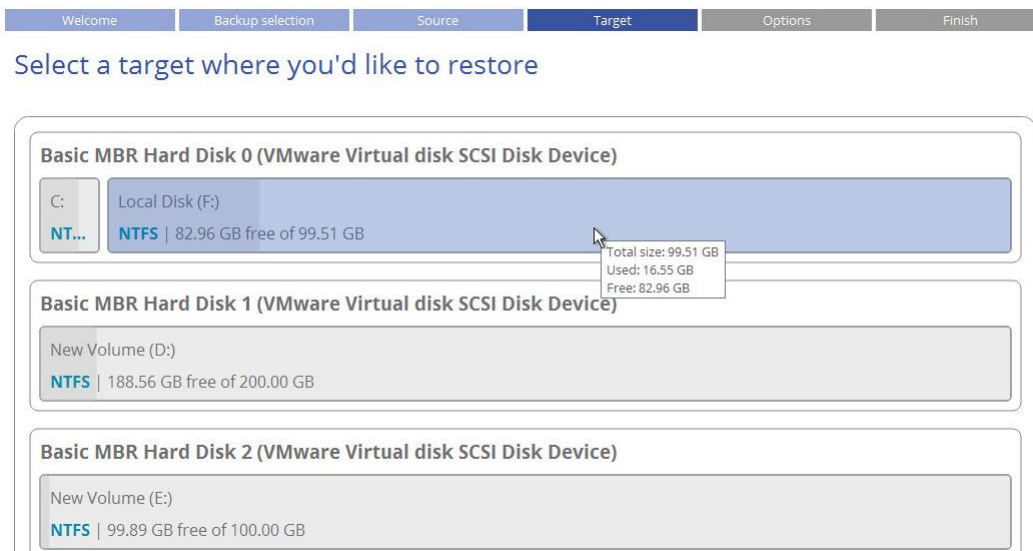 Welcome Backup selection Source Target Options Finish
Select a target where you'd like to restore
Basic MBR Hard Disk 0 (VMware Virtual disk SCSI Disk Device)
C: Local Disk (F:)
NT... NTFS | 82.96 GB free of 99.51 GB
Total size: 99.51 GB
Used: 16.55 GB
Free: 82.96 GB
Basic MBR Hard Disk 1 (VMware Virtual disk SCSI Disk Device)
New Volume (D:)
NTFS | 188.56 GB free of 200.00 GB
Basic MBR Hard Disk 2 (VMware Virtual disk SCSI Disk Device)
New Volume (E:)
NTFS | 99.89 GB free of 100.00 GB